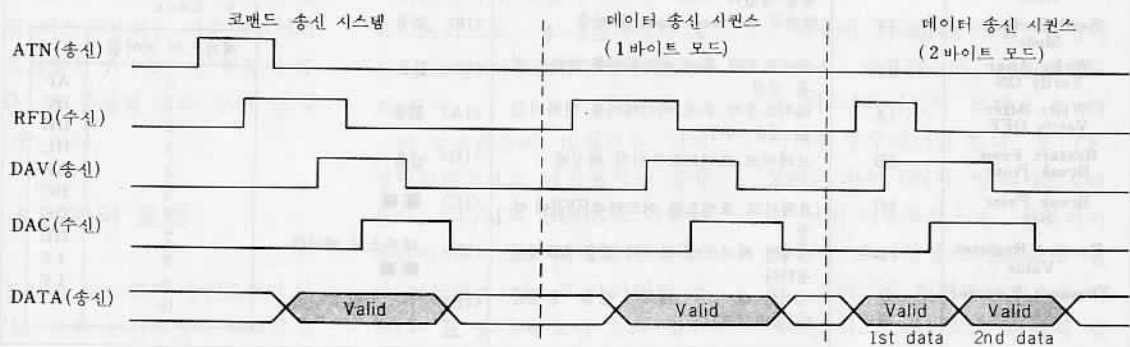 코맨드 송신 시스템
데이터 송신 시퀀스
(1바이트 모드)
데이터 송신 시퀀스
(2바이트 모드)
ATN(송신)
RFD(수신)
DAV(송신)
DAC(수신)
DATA(송신)
Valid
Valid
Valid
Valid
1st data
2nd data